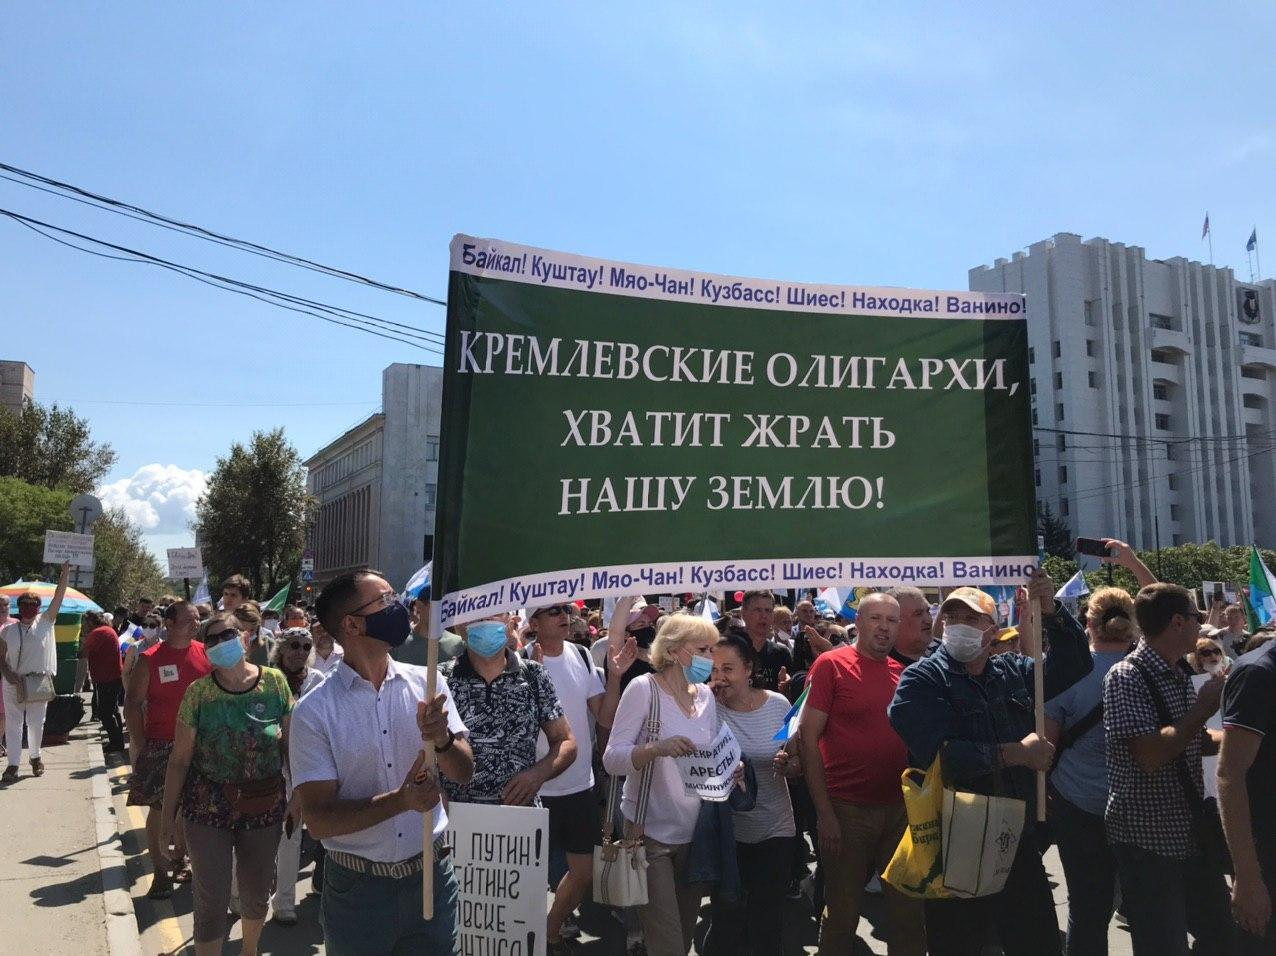 Байкал! Куштау! Мяо-Чан! Кузбасс! Шиес! Находка! Ванино!
КРЕМЛЕВСКИЕ ОЛИГАРХИ,
ХВАТИТ ЖРАТЬ
НАШУ ЗЕМЛЮ!
Байкал! Куштау! Мяо-Чан! Кузбасс! Шиес! Находка! Ванино
АРЕСТЫ
ПУТИН!